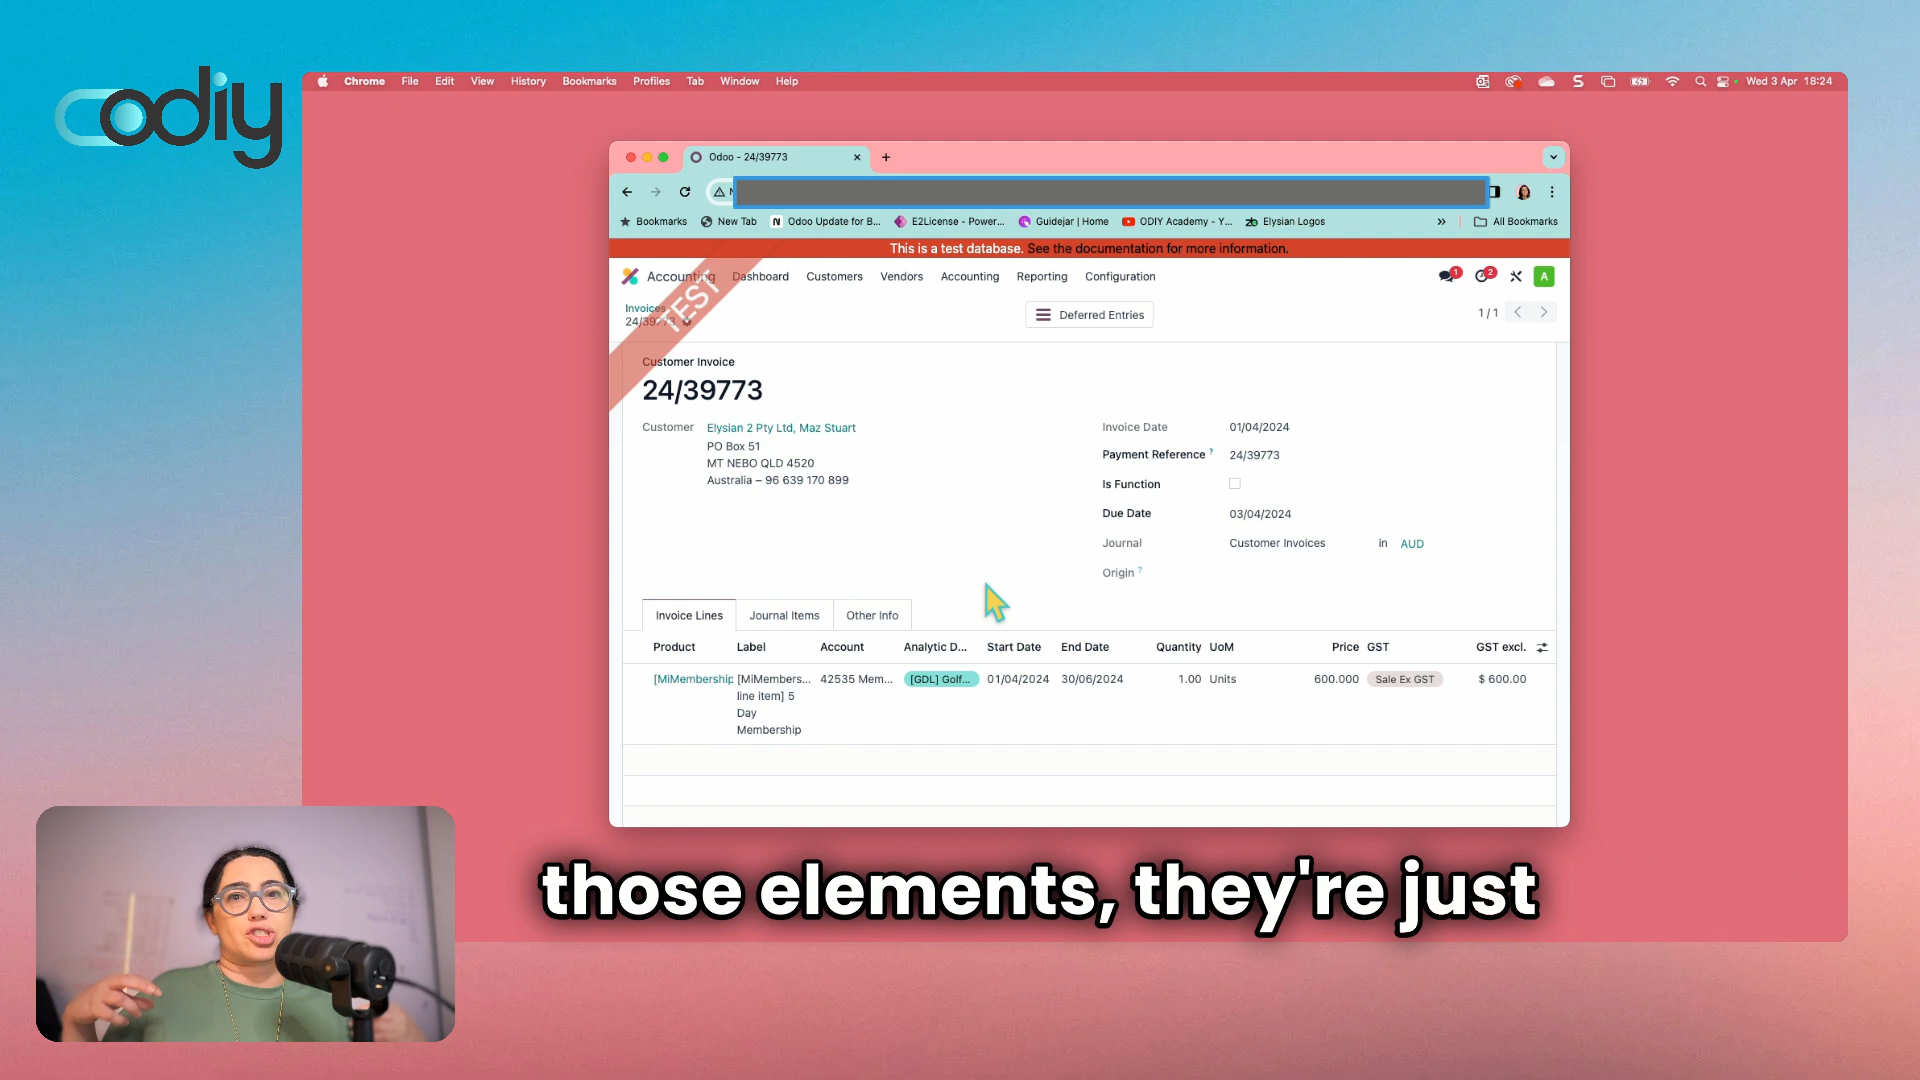 odiy
Chrome File Edit View History Bookmarks Profiles Tab Window Help
Wed 3 Apr 18:24
Odoo - 24/39773
Bookmarks New Tab Odoo Update for B... E2License - Power... Guidejar | Home ODIY Academy - Y... Elysian Logos » All Bookmarks
This is a test database. See the documentation for more information.
Accounting Dashboard Customers Vendors Accounting Reporting Configuration
1 2 A
TEST
Invoices
24/39773
Deferred Entries
1 / 1
Customer Invoice
24/39773
Customer Elysian 2 Pty Ltd, Maz Stuart
PO Box 51
MT NEBO QLD 4520
Australia – 96 639 170 899
Invoice Date 01/04/2024
Payment Reference ? 24/39773
Is Function
Due Date 03/04/2024
Journal Customer Invoices in AUD
Origin ?
Invoice Lines Journal Items Other Info
Product Label Account Analytic D... Start Date End Date Quantity UoM Price GST GST excl.
[MiMembership [MiMembers... 42535 Mem... [GDL] Golf... 01/04/2024 30/06/2024 1.00 Units 600.000 Sale Ex GST $ 600.00
line item] 5
Day
Membership
those elements, they're just